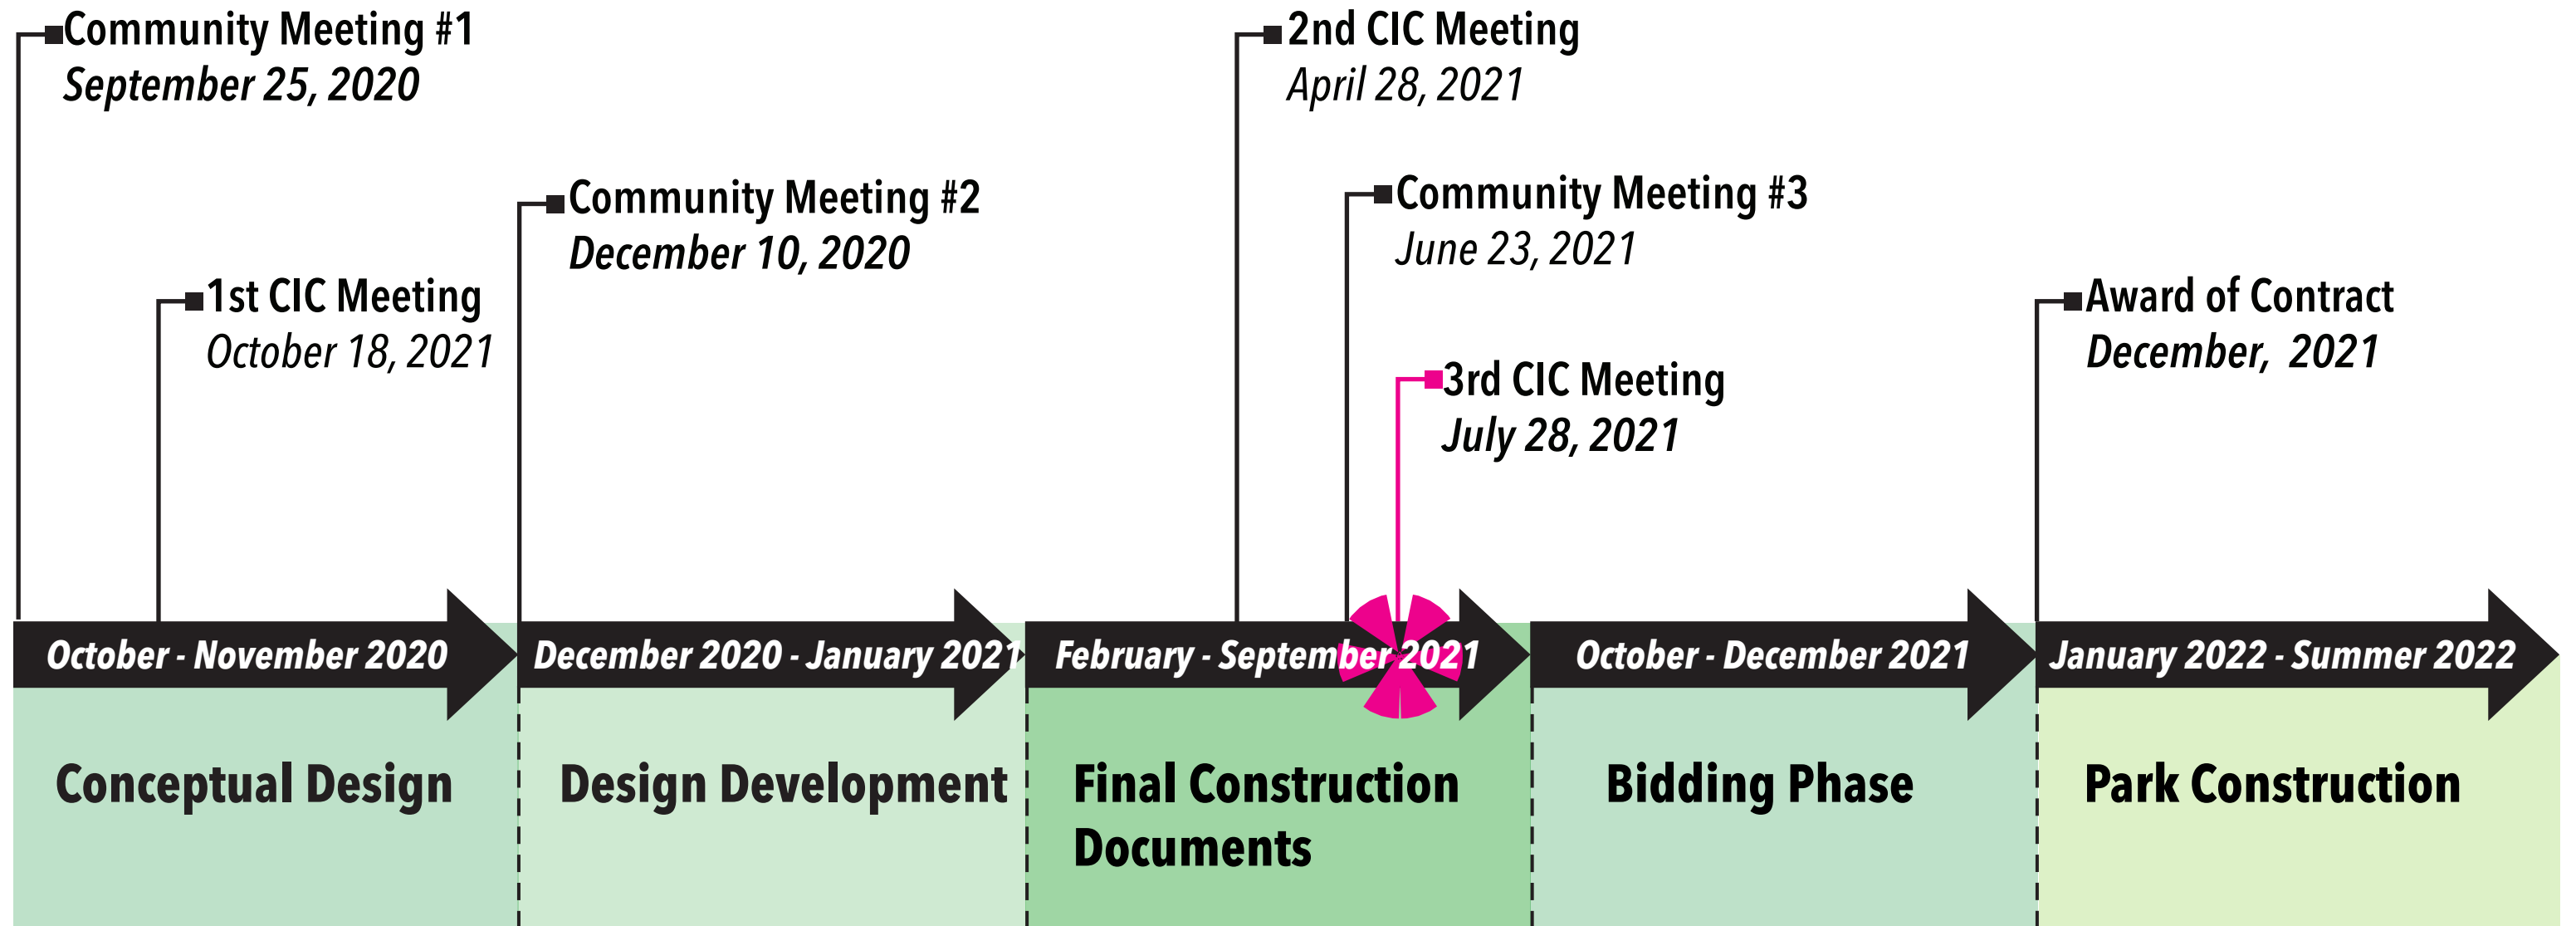 Community Meeting #1
September 25, 2020
1st CIC Meeting
October 18, 2021
Community Meeting #2
December 10, 2020
2nd CIC Meeting
April 28, 2021
Community Meeting #3
June 23, 2021
3rd CIC Meeting
July 28, 2021
Award of Contract
December, 2021
October - November 2020
December 2020 - January 2021
February - September 2021
October - December 2021
January 2022 - Summer 2022
Conceptual Design
Design Development
Final Construction
Documents
Bidding Phase
Park Construction